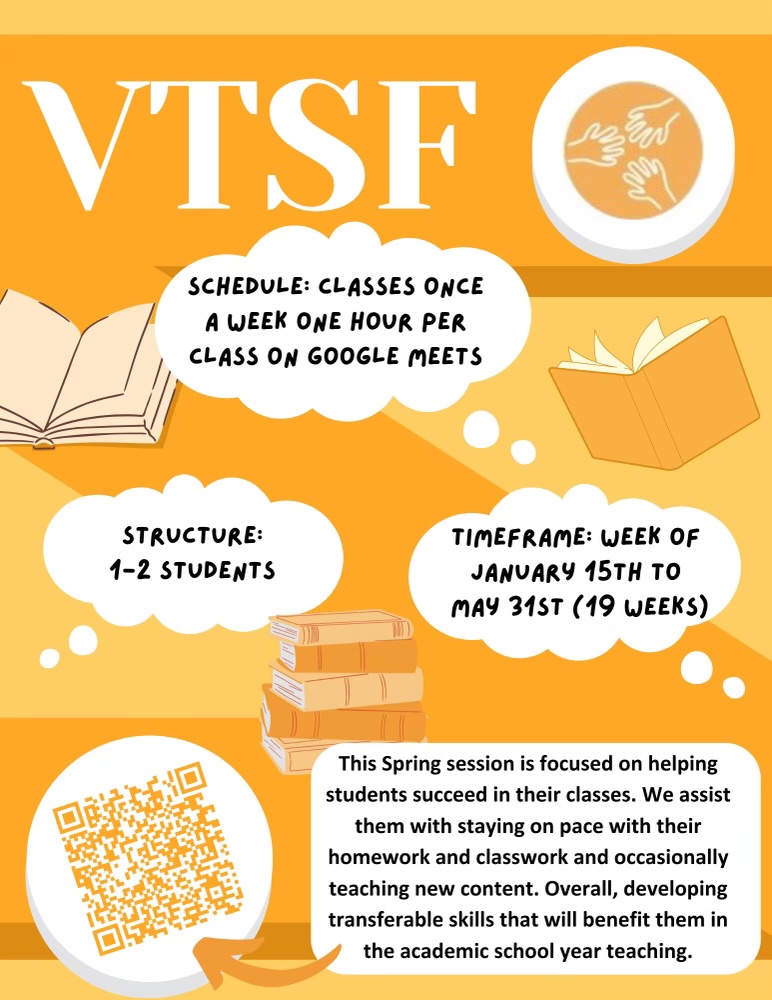 VTSF
SCHEDULE: CLASSES ONCE
A WEEK ONE HOUR PER
CLASS ON GOOGLE MEETS
STRUCTURE:
1-2 STUDENTS
TIMEFRAME: WEEK OF
JANUARY 15TH TO
MAY 31ST (19 WEEKS)
This Spring session is focused on helping
students succeed in their classes. We assist
them with staying on pace with their
homework and classwork and occasionally
teaching new content. Overall, developing
transferable skills that will benefit them in
the academic school year teaching.